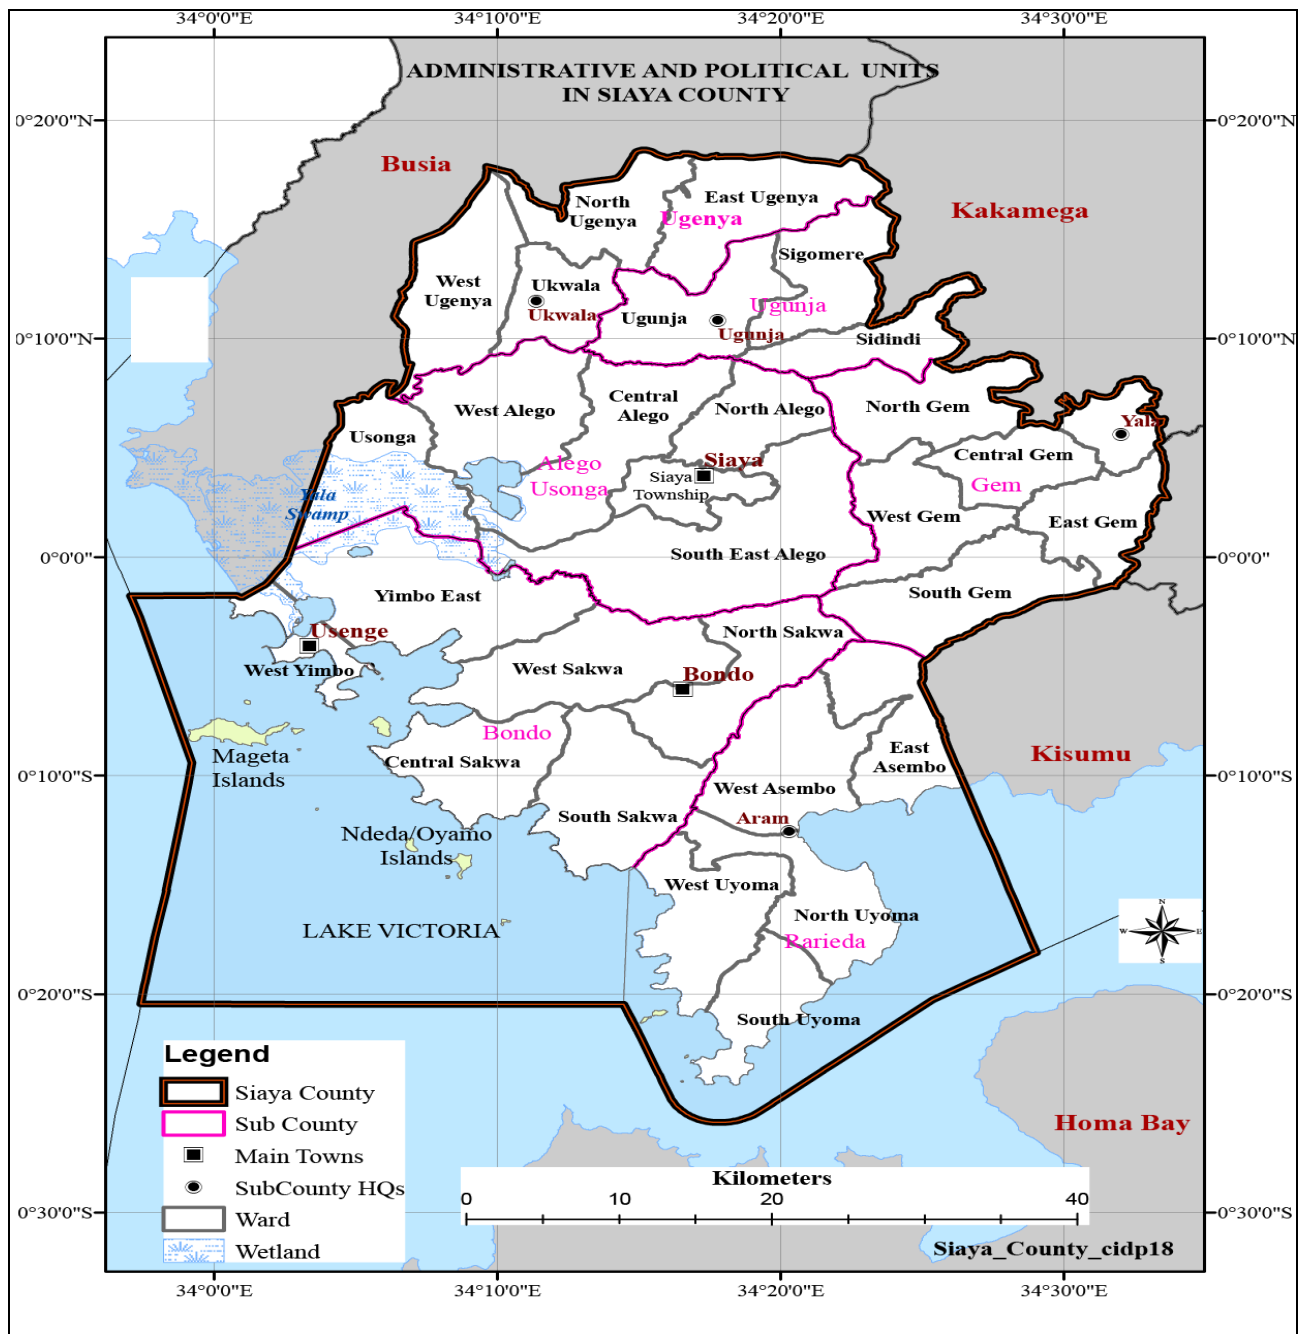 34°0'0"E
34°10'0"E
34°20'0"E
34°30'0"E
ADMINISTRATIVE AND POLITICAL UNITS
IN SIAYA COUNTY
0°20'0"N
0°20'0"N
Busia
Kakamega
North
Ugenya
East Ugenya
Ugenya
Sigomere
West
Ugenya
Ukwala
Ukwala
Ugunja
Ugunja
Ugunja
Sidindi
0°10'0"N
0°10'0"N
West Alego
Central
Alego
North Alego
North Gem
Yala
Usonga
Central Gem
Alego
Usonga
Siaya
Siaya
Township
Gem
Yala
Swamp
West Gem
East Gem
South East Alego
0°0'0"
0°0'0"
Yimbo East
South Gem
Usenge
North Sakwa
West Yimbo
West Sakwa
Bondo
Bondo
Mageta
Islands
Central Sakwa
East
Asembo
Kisumu
0°10'0"S
0°10'0"S
West Asembo
South Sakwa
Aram
Ndeda/Oyamo
Islands
West Uyoma
North Uyoma
LAKE VICTORIA
Rarieda
N
W
E
S
0°20'0"S
0°20'0"S
South Uyoma
Legend
Siaya County
Sub County
Main Towns
SubCounty HQs
Ward
Wetland
Homa Bay
Kilometers
0
10
20
40
0°30'0"S
0°30'0"S
Siaya_County_cidp18
34°0'0"E
34°10'0"E
34°20'0"E
34°30'0"E